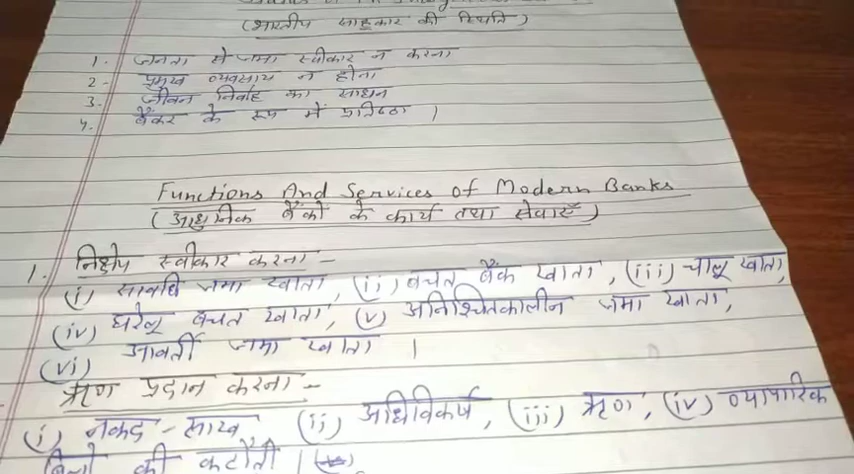 (भारतीय साहूकार की स्थिति)
1. जनता से जमा स्वीकार न करना
2- प्रमुख व्यवसाय न होना
3. जीवन निर्वाह का साधन
4. बैंकर के रूप में प्रतिष्ठा ।
Functions And Services of Modern Banks
(आधुनिक बैंकों के कार्य तथा सेवाएँ)
1. निक्षेप स्वीकार करना -
(i) सावधि जमा खाता, (ii) बचत बैंक खाता, (iii) चालू खाता,
(iv) घरेलू बचत खाता, (v) अनिश्चितकालीन जमा खाता,
(vi) आवर्ती जमा खाता ।
ऋण प्रदान करना -
(i) नकद - साख, (ii) अधिविकर्ष, (iii) ऋण, (iv) व्यापारिक
बिलों की कटौती ।